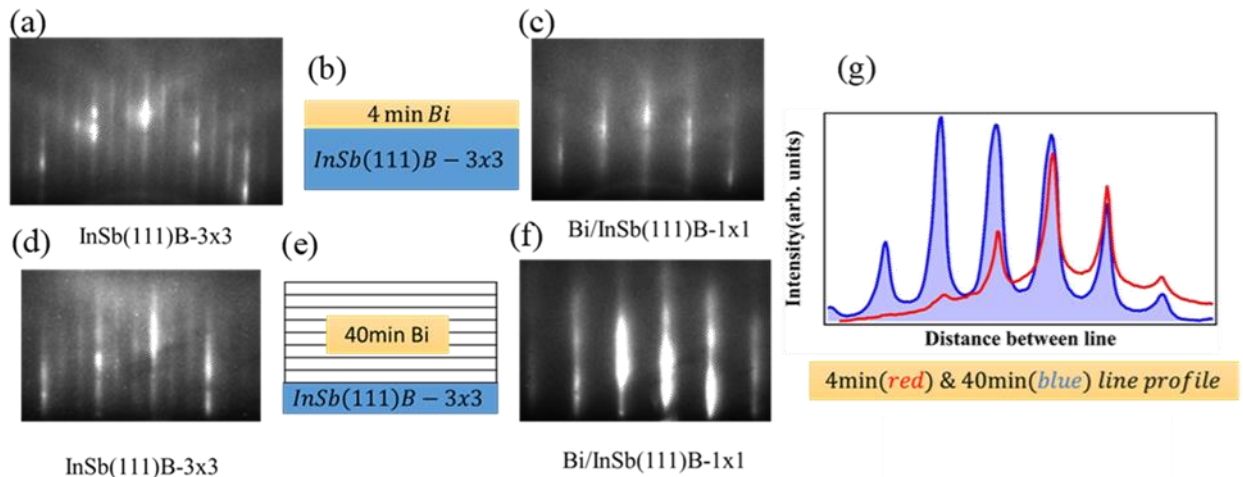 (a)
(b)
(c)
(g)
4 min Bi
InSb(111)B − 3x3
InSb(111)B-3x3
Bi/InSb(111)B-1x1
(d)
(e)
(f)
40min Bi
InSb(111)B − 3x3
InSb(111)B-3x3
Bi/InSb(111)B-1x1
Intensity(arb. units)
Distance between line
4min(red) & 40min(blue) line profile